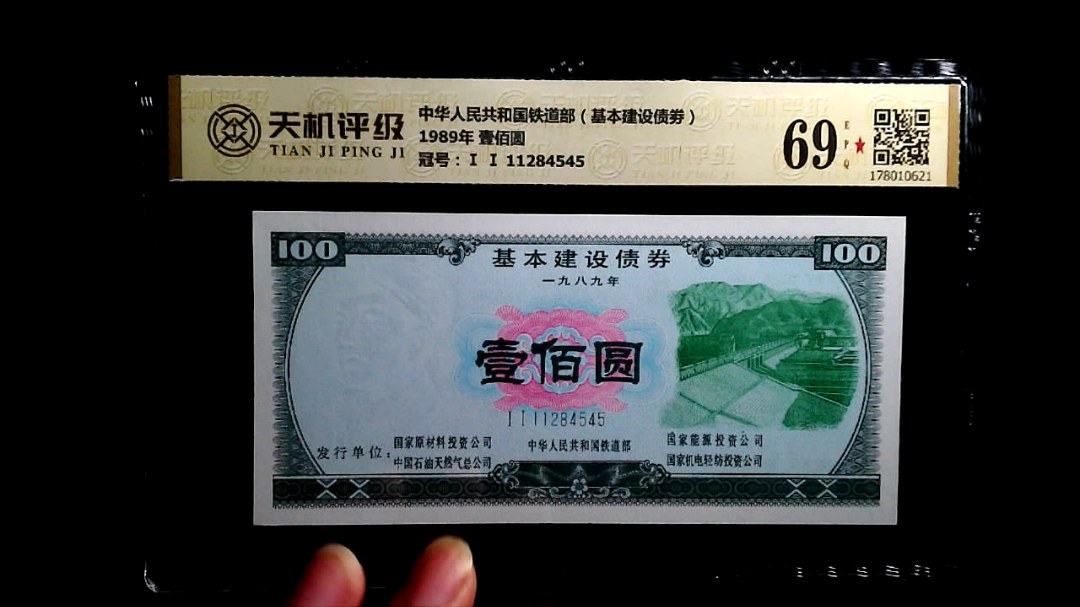 天机评级
TIAN JI PING JI
中华人民共和国铁道部（基本建设债券）
1989年 壹佰圆
冠号：I I 11284545
69
E
P
Q
178010621
100
基本建设债券
100
一九八九年
壹佰圆
I I 11284545
发行单位：
国家原材料投资公司
中国石油天然气总公司
中华人民共和国铁道部
国家能源投资公司
国家机电轻纺投资公司